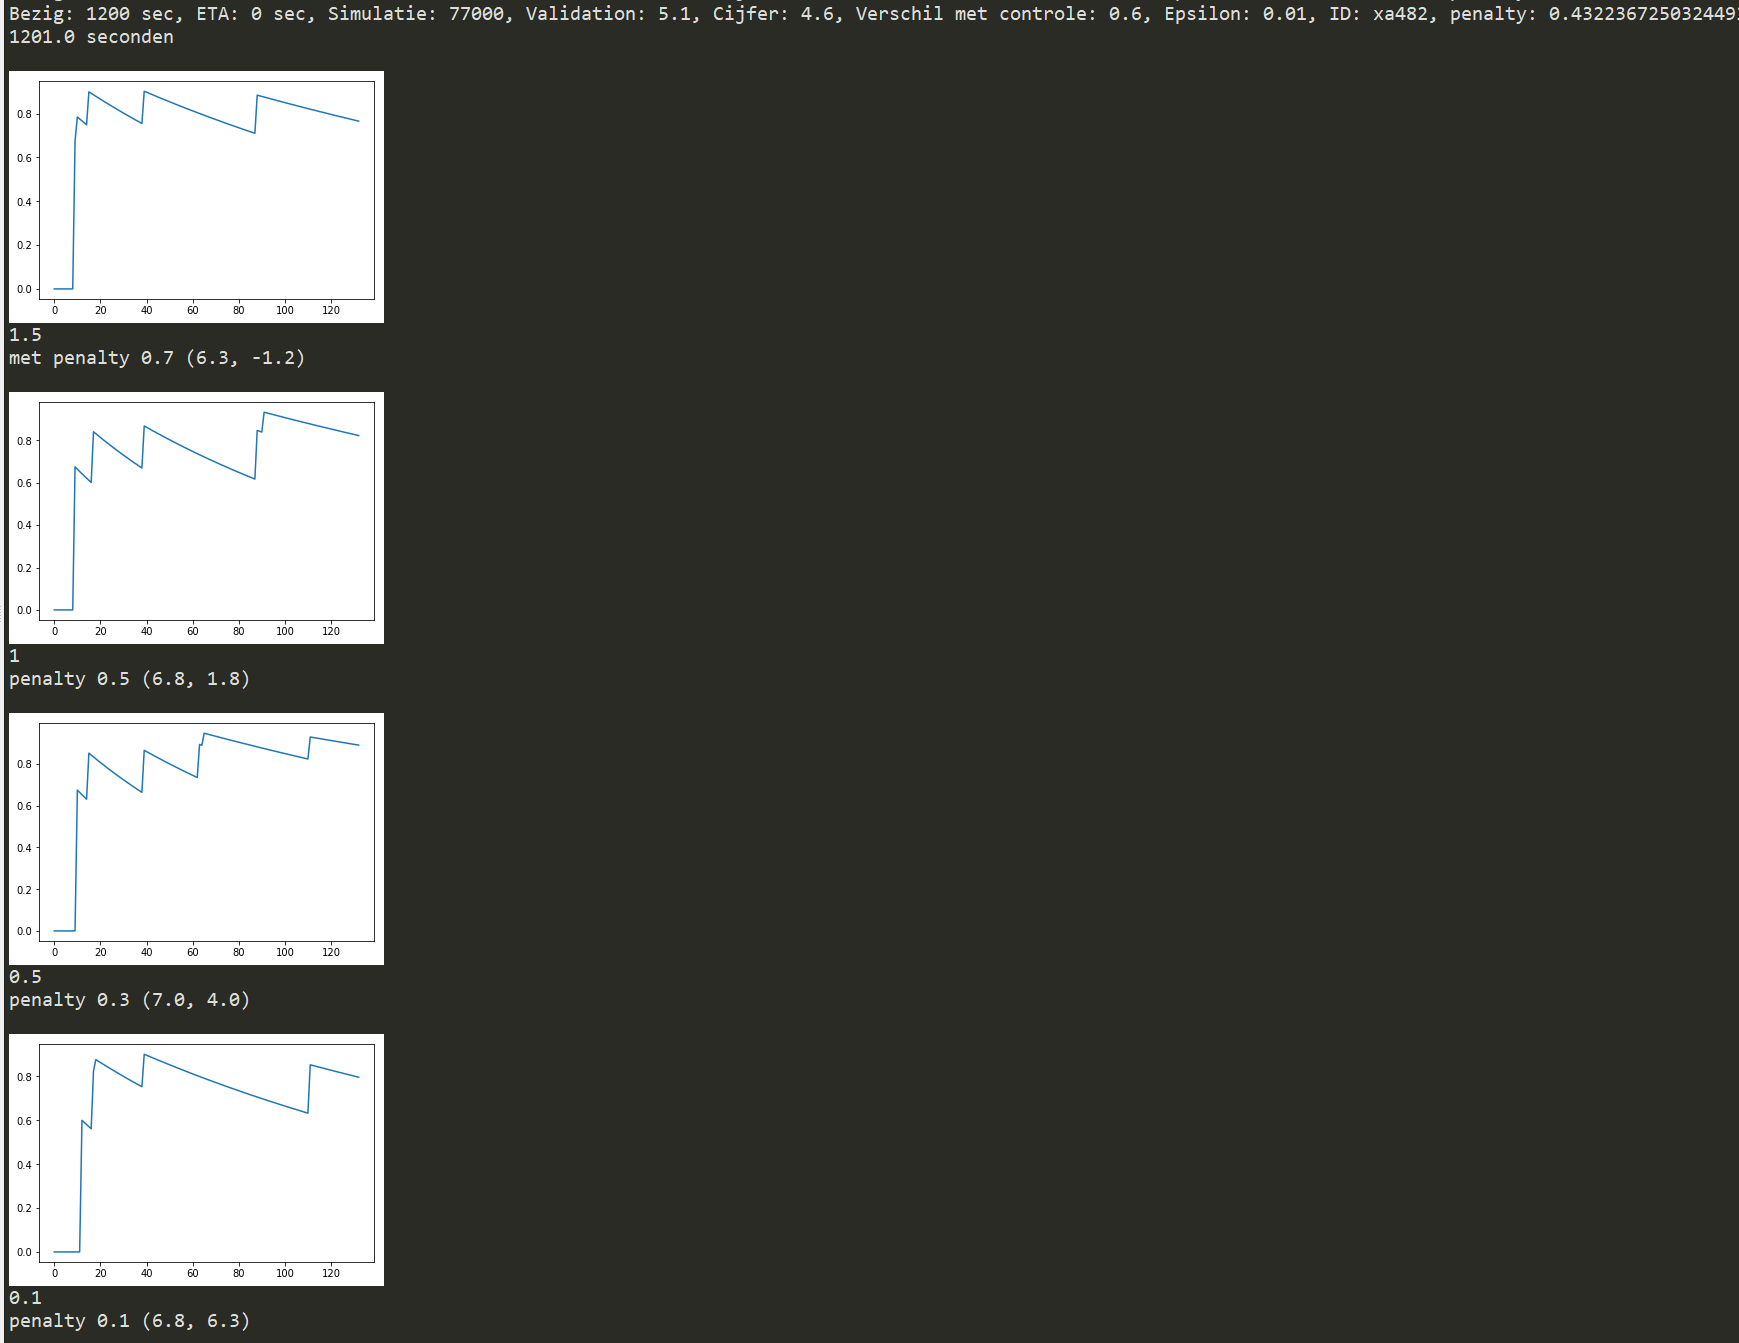 Bezig: 1200 sec, ETA: 0 sec, Simulatie: 77000, Validation: 5.1, Cijfer: 4.6, Verschil met controle: 0.6, Epsilon: 0.01, ID: xa482, penalty: 0.4322367250324493
1201.0 seconden
0.8
0.6
0.4
0.2
0.0
0 20 40 60 80 100 120
1.5
met penalty 0.7 (6.3, -1.2)
0.8
0.6
0.4
0.2
0.0
0 20 40 60 80 100 120
1
penalty 0.5 (6.8, 1.8)
0.8
0.6
0.4
0.2
0.0
0 20 40 60 80 100 120
0.5
penalty 0.3 (7.0, 4.0)
0.8
0.6
0.4
0.2
0.0
0 20 40 60 80 100 120
0.1
penalty 0.1 (6.8, 6.3)